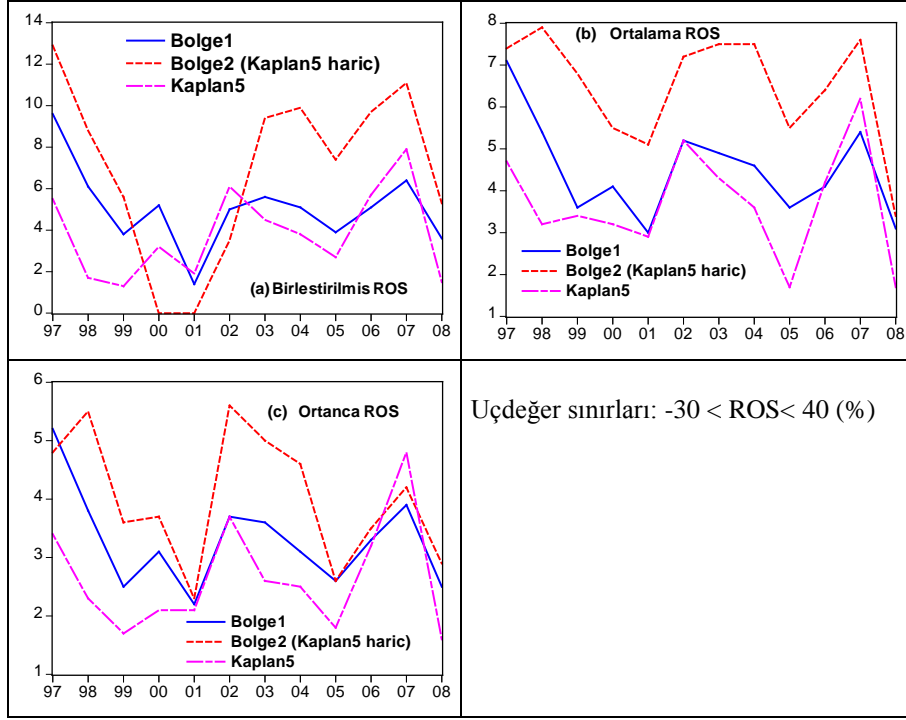 14
12
10
8
6
4
2
0
Bolge1
Bolge2 (Kaplan5 haric)
Kaplan5
(a) Birlestirilmis ROS
97 98 99 00 01 02 03 04 05 06 07 08
(b) Ortalama ROS
8
7
6
5
4
3
2
1
Bolge1
Bolge2 (Kaplan5 haric)
Kaplan5
97 98 99 00 01 02 03 04 05 06 07 08
(c) Ortanca ROS
6
5
4
3
2
1
Bolge1
Bolge2 (Kaplan5 haric)
Kaplan5
97 98 99 00 01 02 03 04 05 06 07 08
Uçdeğer sınırları: -30 < ROS< 40 (%)